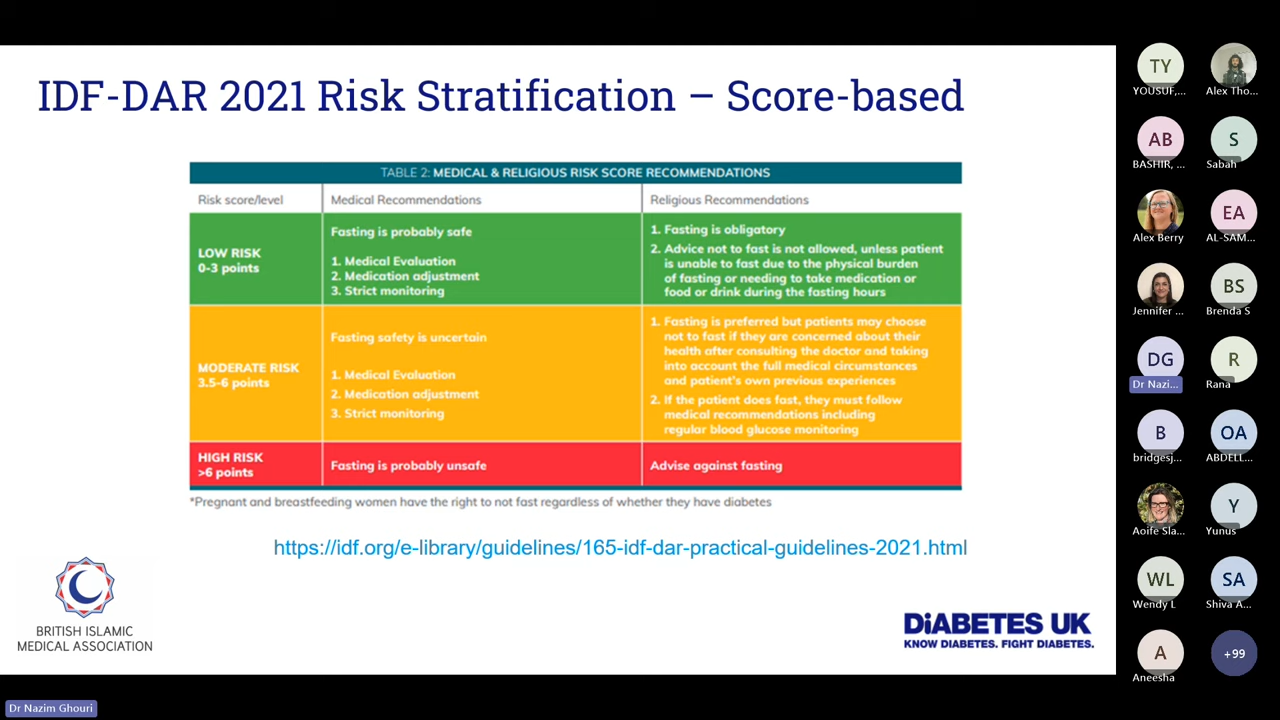 IDF-DAR 2021 Risk Stratification – Score-based
TABLE 2: MEDICAL & RELIGIOUS RISK SCORE RECOMMENDATIONS
Risk score/level
Medical Recommendations
Religious Recommendations
LOW RISK
0-3 points
Fasting is probably safe
1. Medical Evaluation
2. Medication adjustment
3. Strict monitoring
1. Fasting is obligatory
2. Advice not to fast is not allowed, unless patient
is unable to fast due to the physical burden
of fasting or needing to take medication or
food or drink during the fasting hours
MODERATE RISK
3.5-6 points
Fasting safety is uncertain
1. Medical Evaluation
2. Medication adjustment
3. Strict monitoring
1. Fasting is preferred but patients may choose
not to fast if they are concerned about their
health after consulting the doctor and taking
into account the full medical circumstances
and patient's own previous experiences
2. If the patient does fast, they must follow
medical recommendations including
regular blood glucose monitoring
HIGH RISK
>6 points
Fasting is probably unsafe
Advise against fasting
*Pregnant and breastfeeding women have the right to not fast regardless of whether they have diabetes
https://idf.org/e-library/guidelines/165-idf-dar-practical-guidelines-2021.html
BRITISH ISLAMIC
MEDICAL ASSOCIATION
DiABETES UK
KNOW DIABETES. FIGHT DIABETES.
TY
YOUSUF,...
Alex Tho...
AB
BASHIR, ...
S
Sabah
Alex Berry
EA
AL-SAM...
Jennifer ...
BS
Brenda S
DG
Dr Nazi...
R
Rana
B
bridgesj...
OA
ABDELL...
Aoife Sla...
Y
Yunus
WL
Wendy L
SA
Shiva A...
A
Aneesha
+99
Dr Nazim Ghouri